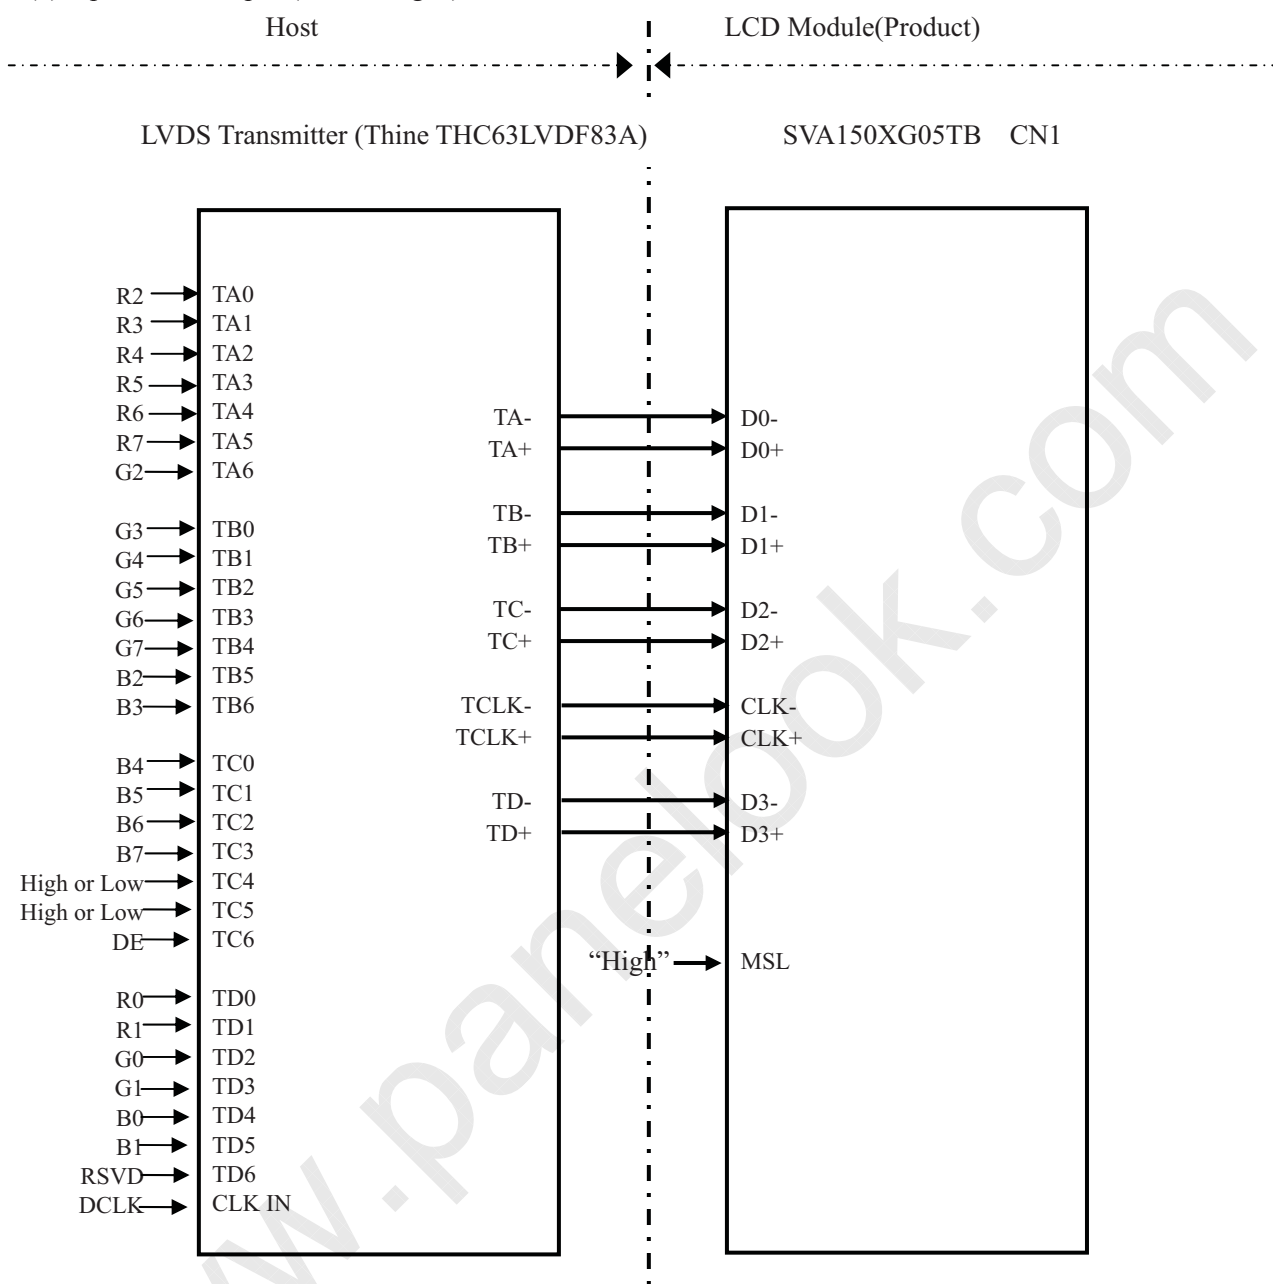 Host LCD Module(Product)
LVDS Transmitter (Thine THC63LVDF83A) SVA150XG05TB CN1
R2 TA0
R3 TA1
R4 TA2
R5 TA3
R6 TA4
R7 TA5
G2 TA6
TA- D0-
TA+ D0+
G3 TB0
G4 TB1
G5 TB2
G6 TB3
G7 TB4
B2 TB5
B3 TB6
TB- D1-
TB+ D1+
TC- D2-
TC+ D2+
TCLK- CLK-
TCLK+ CLK+
B4 TC0
B5 TC1
B6 TC2
B7 TC3
High or Low TC4
High or Low TC5
DE TC6
TD- D3-
TD+ D3+
“High” MSL
R0 TD0
R1 TD1
G0 TD2
G1 TD3
B0 TD4
B1 TD5
RSVD TD6
DCLK CLK IN
w.panelook.com